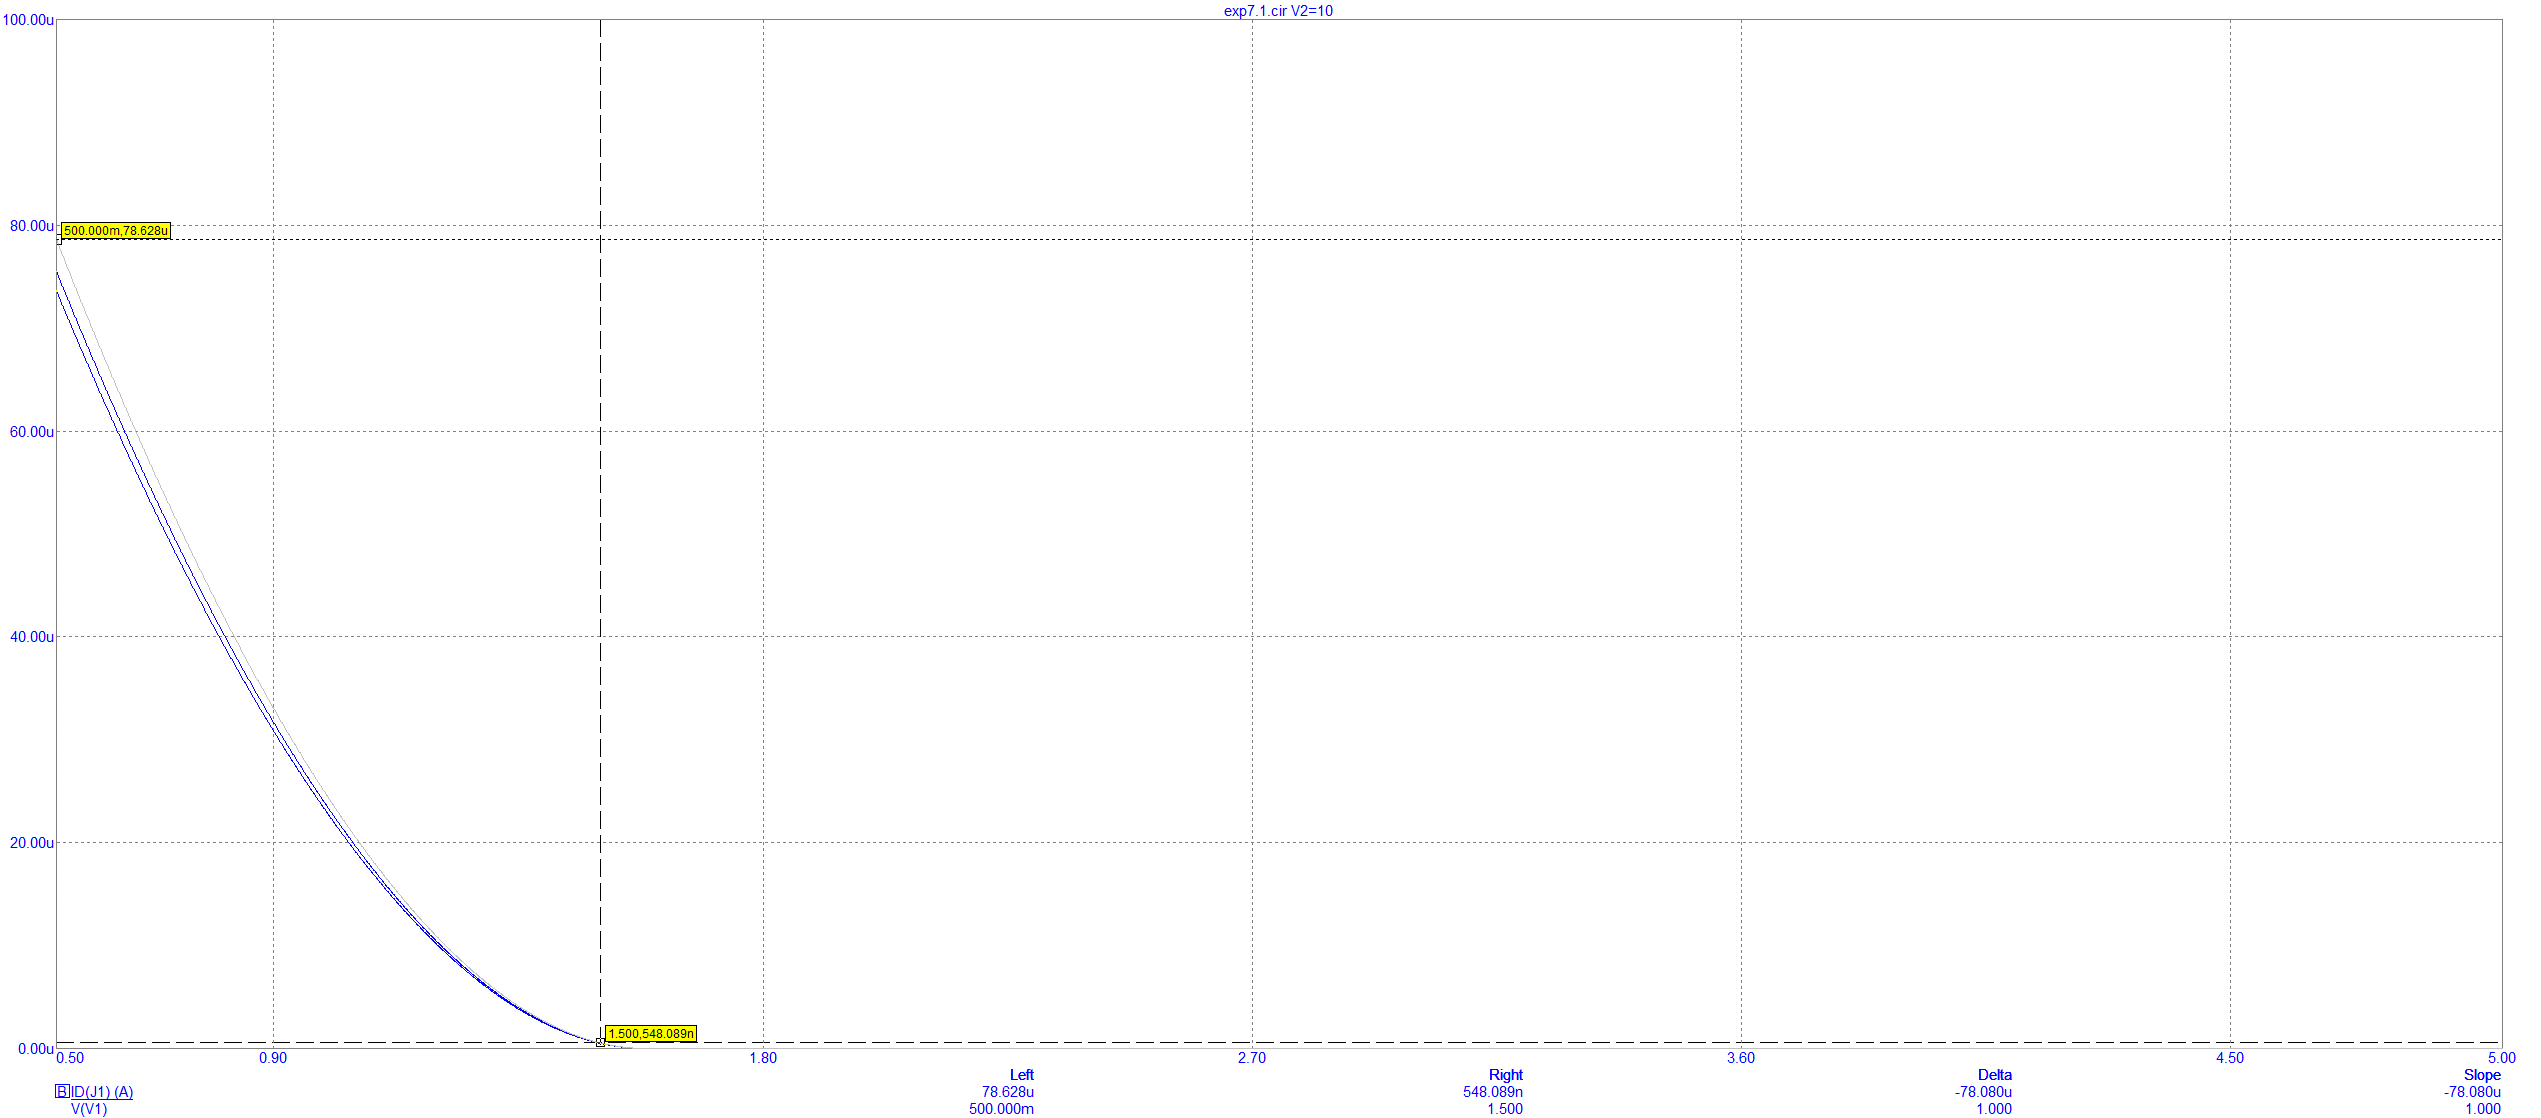 exp7.1.cir V2=10
100.00u
80.00u
500.000m,78.628u
60.00u
40.00u
20.00u
1.500,548.089n
0.00u
0.50 0.90 1.80 2.70 3.60 4.50 5.00
Left Right Delta Slope
B ID(J1) (A) 78.628u 548.089n -78.080u -78.080u
V(V1) 500.000m 1.500 1.000 1.000